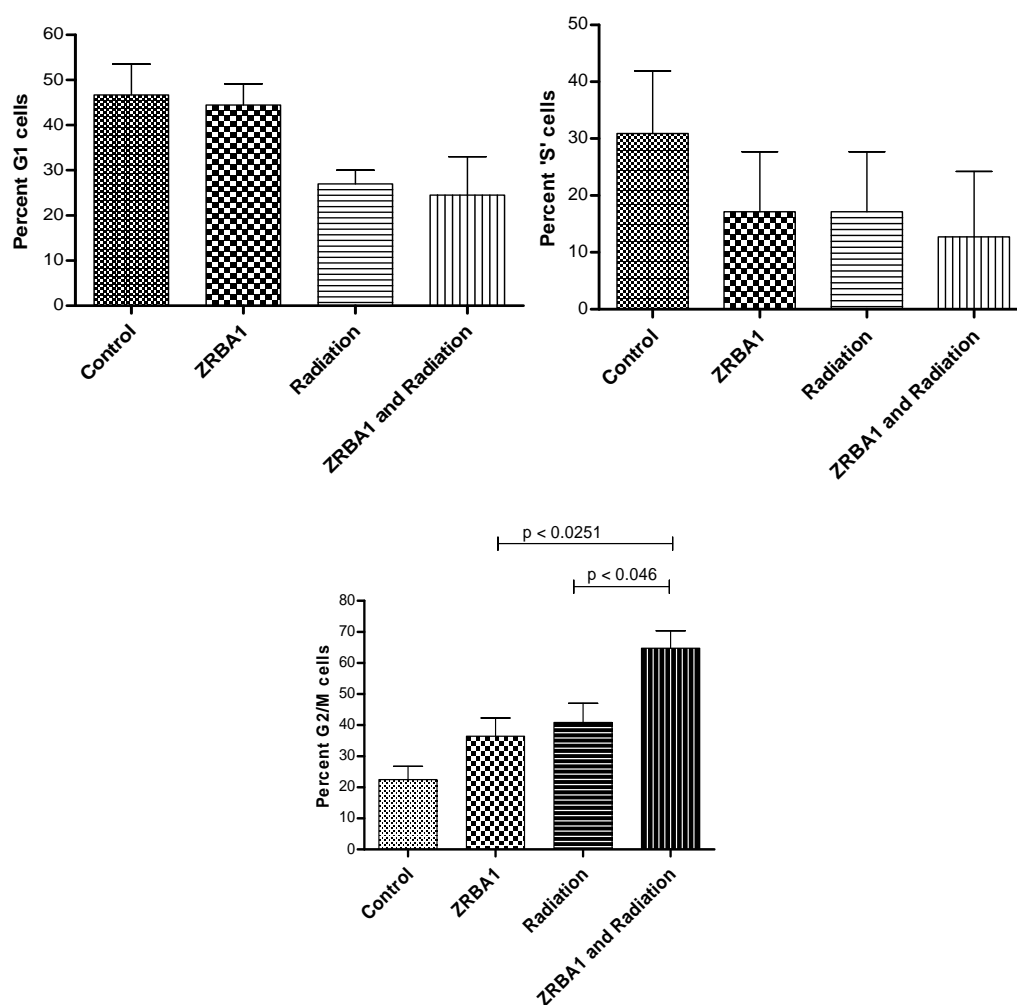 Percent G1 cells
60
50
40
30
20
10
0
Control
ZRBA1
Radiation
ZRBA1 and Radiation
Percent 'S' cells
50
40
30
20
10
0
Control
ZRBA1
Radiation
ZRBA1 and Radiation
p < 0.0251
p < 0.046
Percent G2/M cells
80
70
60
50
40
30
20
10
0
Control
ZRBA1
Radiation
ZRBA1 and Radiation